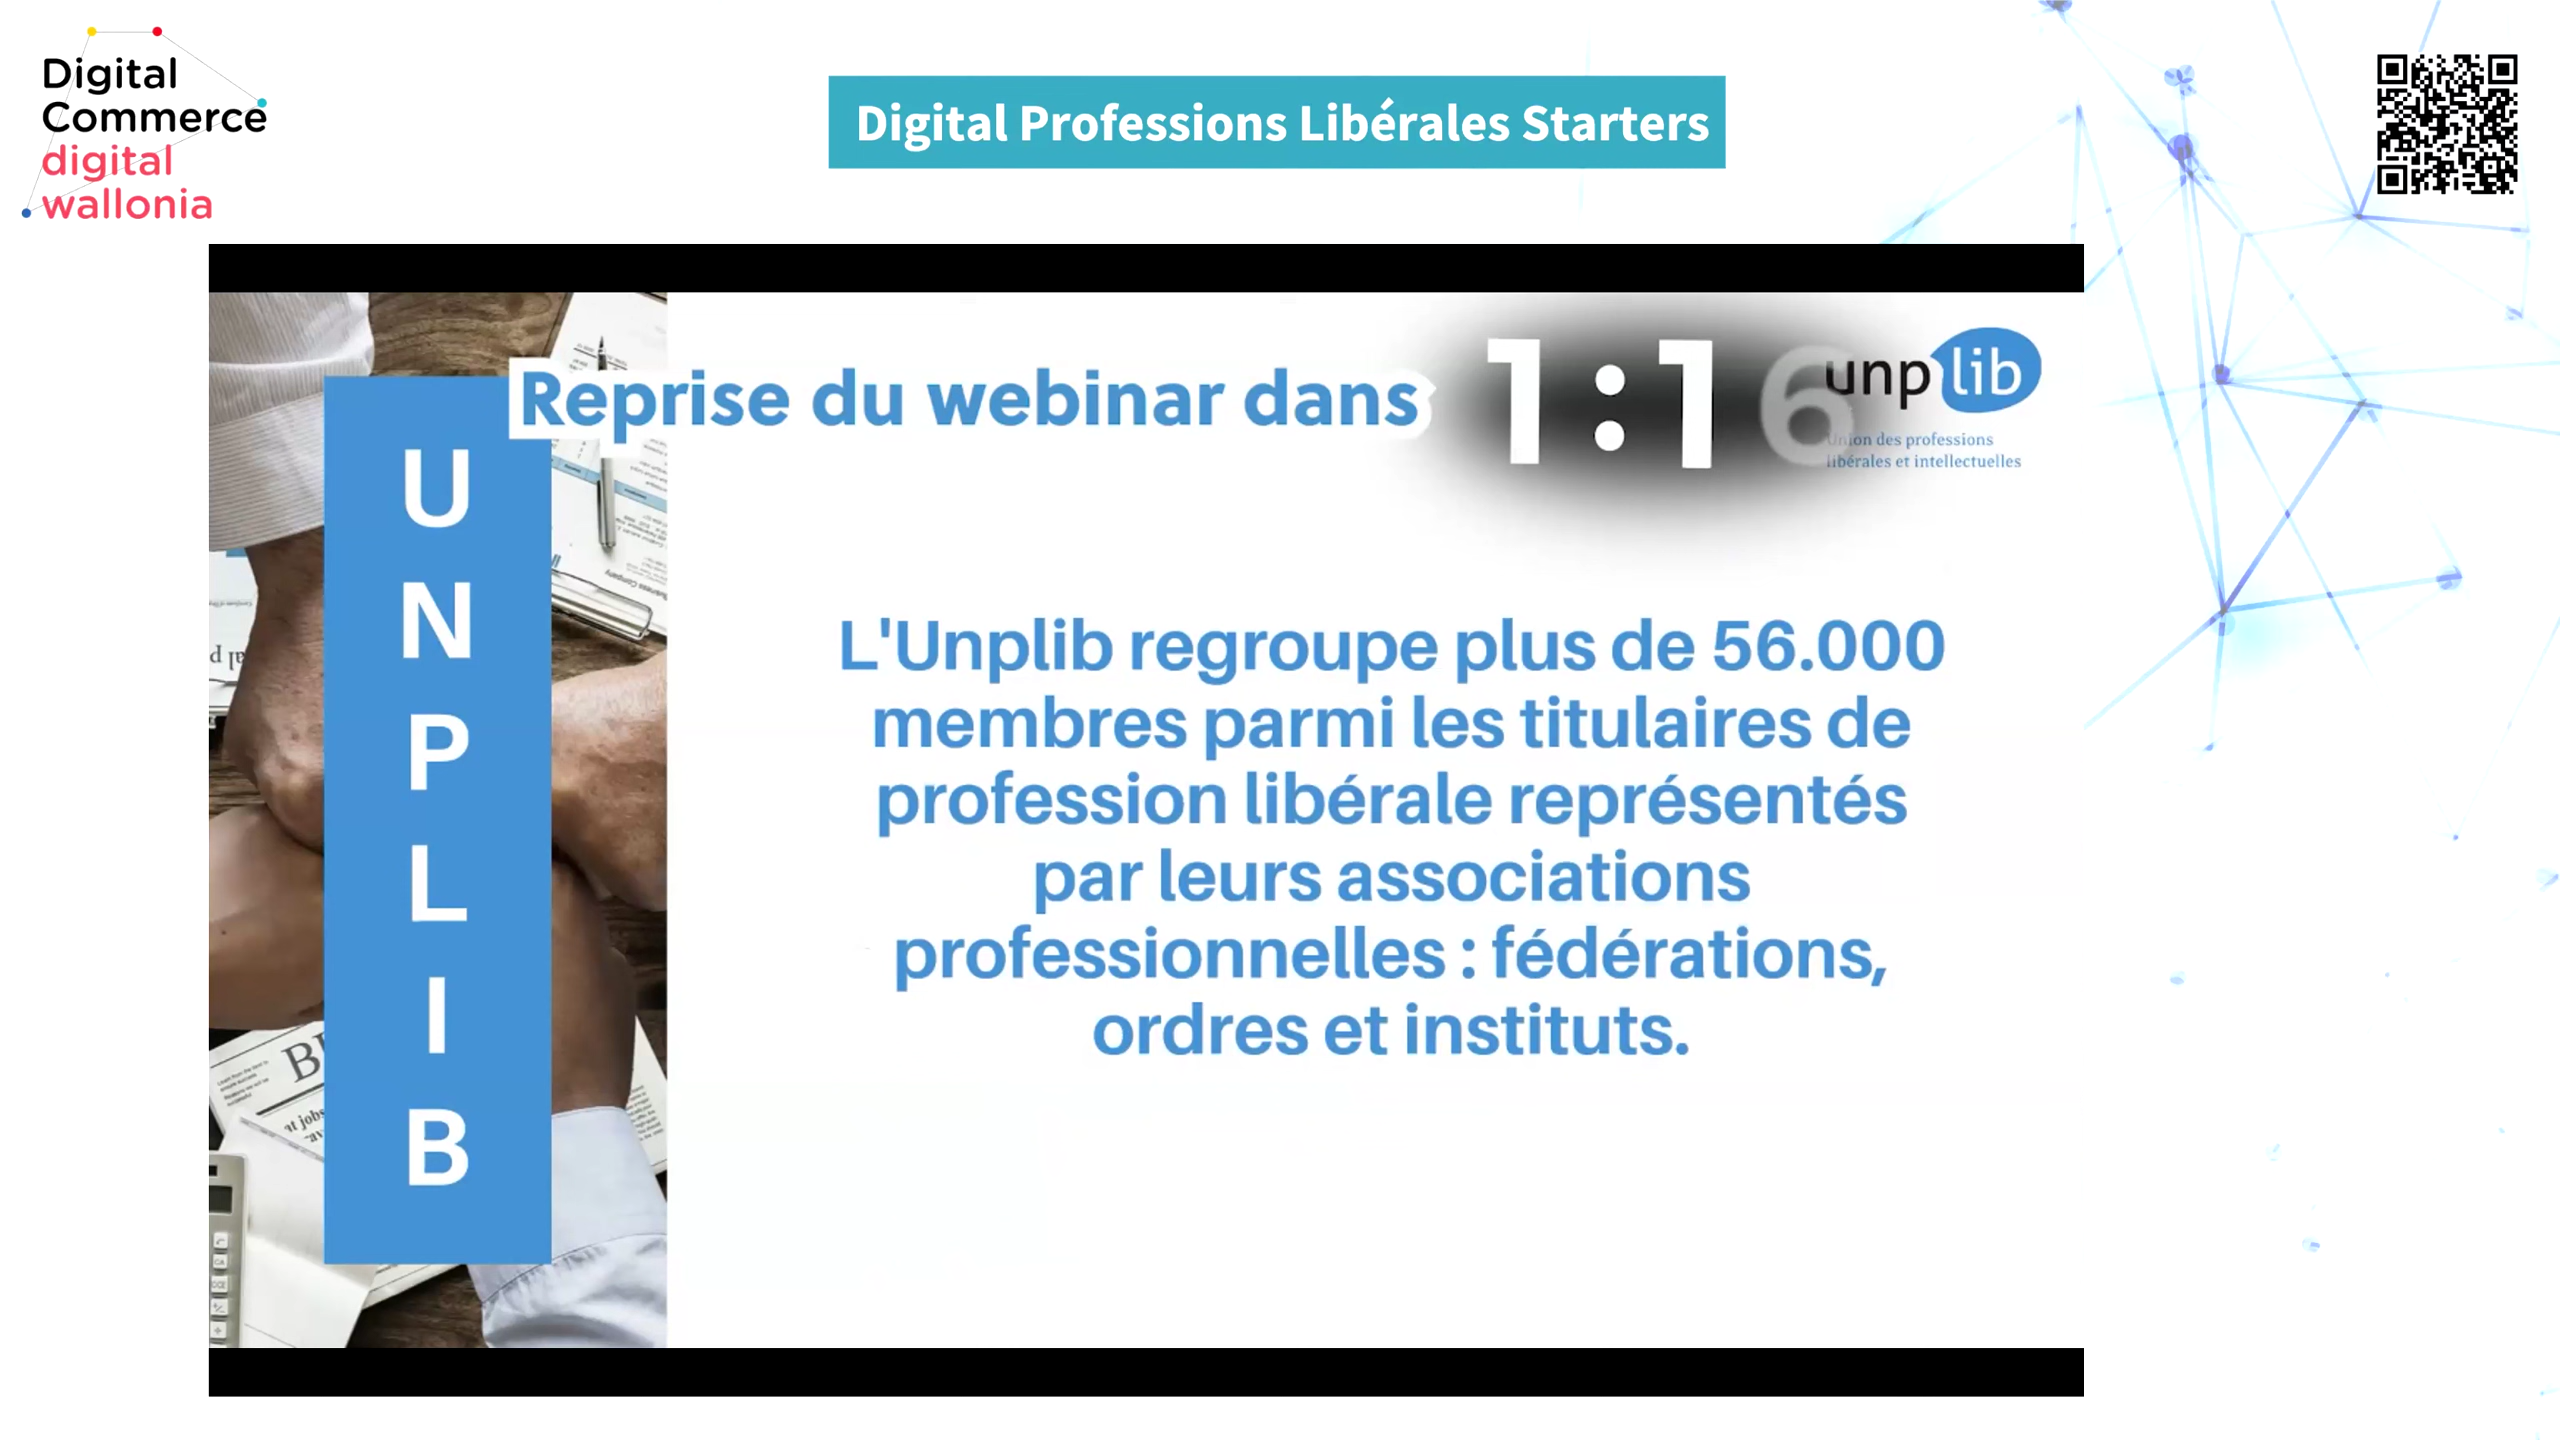 Digital
Commerce
digital
wallonia
Digital Professions Libérales Starters
Reprise du webinar dans
1:16
unplib
Union des professions
libérales et intellectuelles
U
N
P
L
I
B
L'Unplib regroupe plus de 56.000
membres parmi les titulaires de
profession libérale représentés
par leurs associations
professionnelles : fédérations,
ordres et instituts.